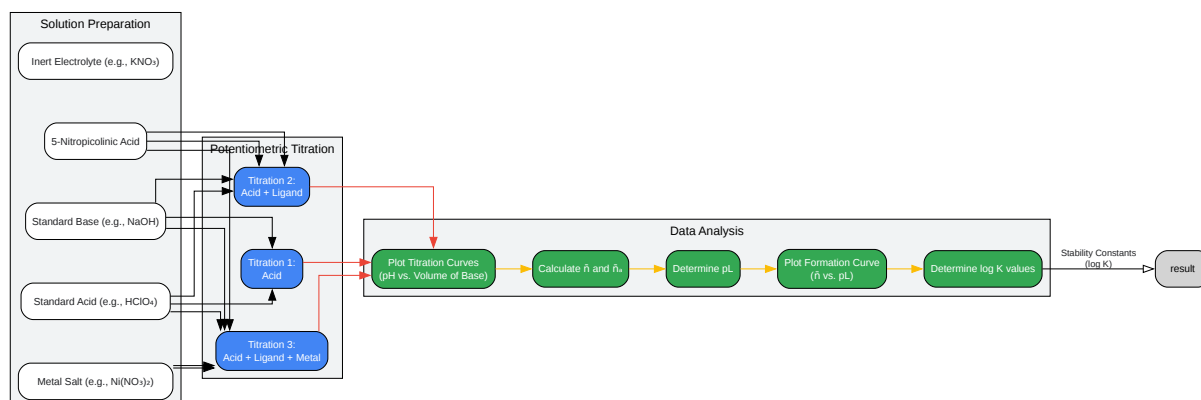 Solution Preparation
Inert Electrolyte (e.g., KNO₃)
5-Nitropicolinic Acid
Standard Base (e.g., NaOH)
Standard Acid (e.g., HClO₄)
Metal Salt (e.g., Ni(NO₃)₂)
Potentiometric Titration
Titration 2:
Acid + Ligand
Titration 1:
Acid
Titration 3:
Acid + Ligand + Metal
Data Analysis
Plot Titration Curves
(pH vs. Volume of Base)
Calculate n̄ and n̄ₐ
Determine pL
Plot Formation Curve
(n̄ vs. pL)
Determine log K values
Stability Constants
(log K)
result